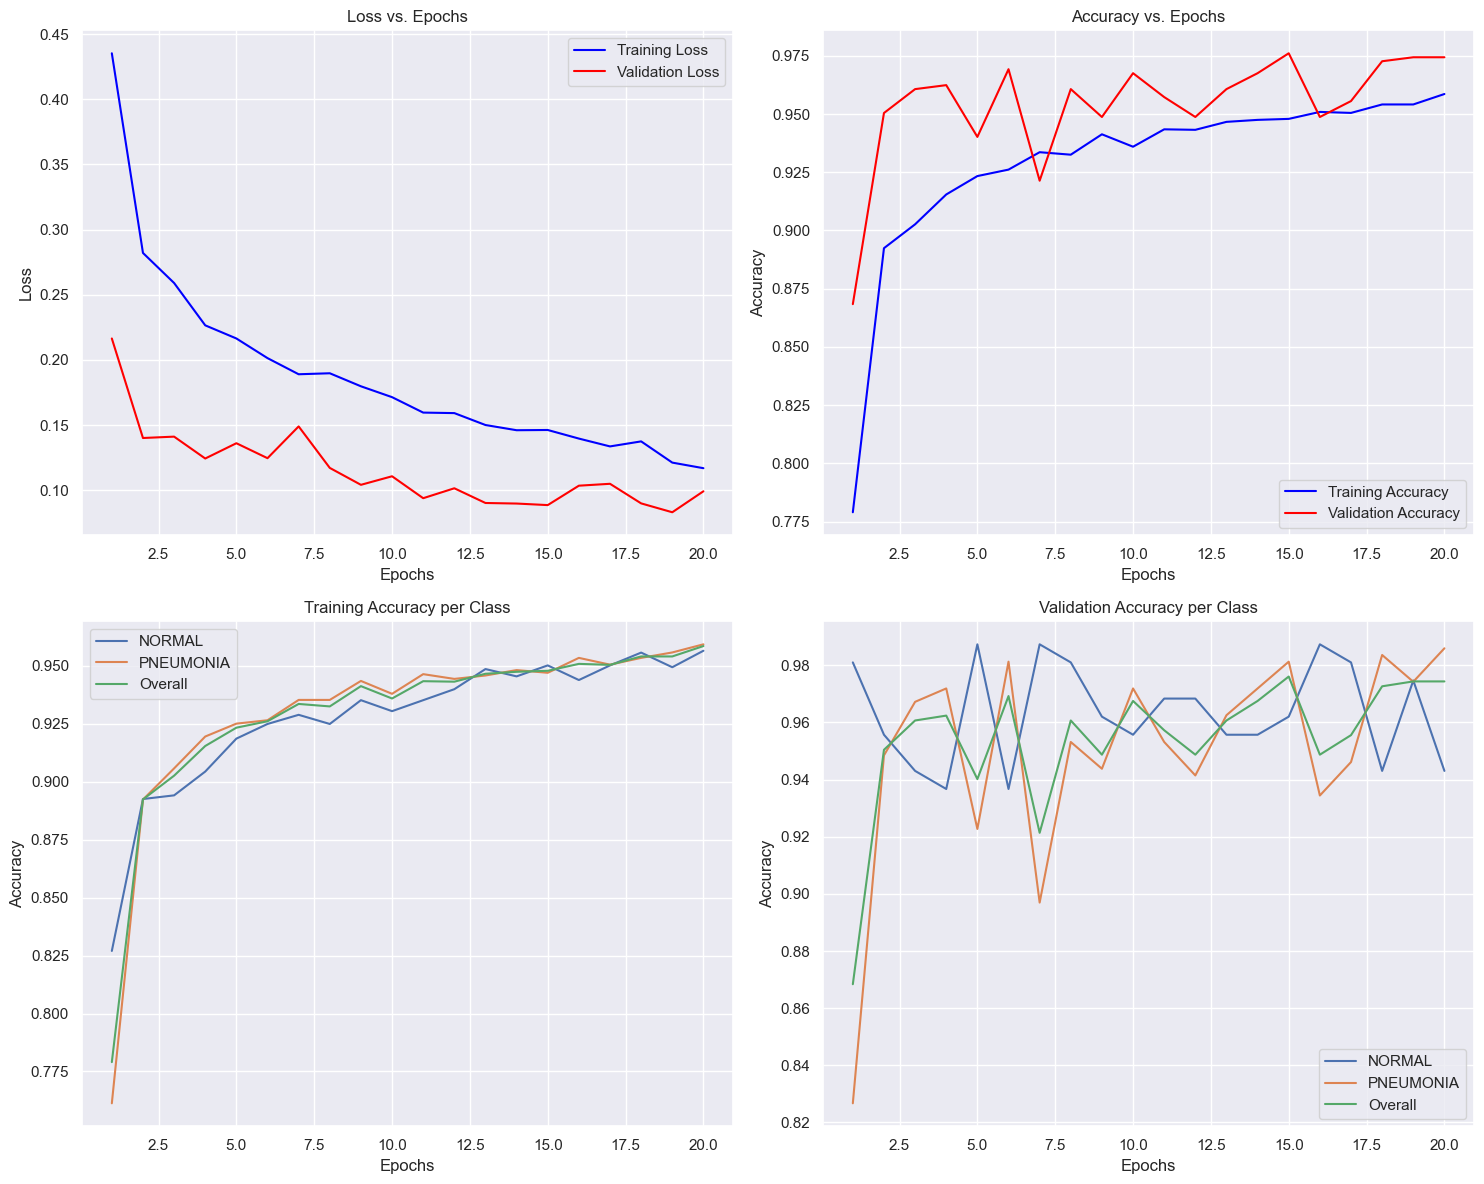 Loss vs. Epochs
0.45
0.40
0.35
0.30
0.25
0.20
0.15
0.10
Loss
2.5 5.0 7.5 10.0 12.5 15.0 17.5 20.0
Epochs
Training Loss
Validation Loss
Accuracy vs. Epochs
0.975
0.950
0.925
0.900
0.875
0.850
0.825
0.800
0.775
Accuracy
2.5 5.0 7.5 10.0 12.5 15.0 17.5 20.0
Epochs
Training Accuracy
Validation Accuracy
Training Accuracy per Class
NORMAL
PNEUMONIA
Overall
0.950
0.925
0.900
0.875
0.850
0.825
0.800
0.775
Accuracy
2.5 5.0 7.5 10.0 12.5 15.0 17.5 20.0
Epochs
Validation Accuracy per Class
0.98
0.96
0.94
0.92
0.90
0.88
0.86
0.84
0.82
Accuracy
2.5 5.0 7.5 10.0 12.5 15.0 17.5 20.0
Epochs
NORMAL
PNEUMONIA
Overall